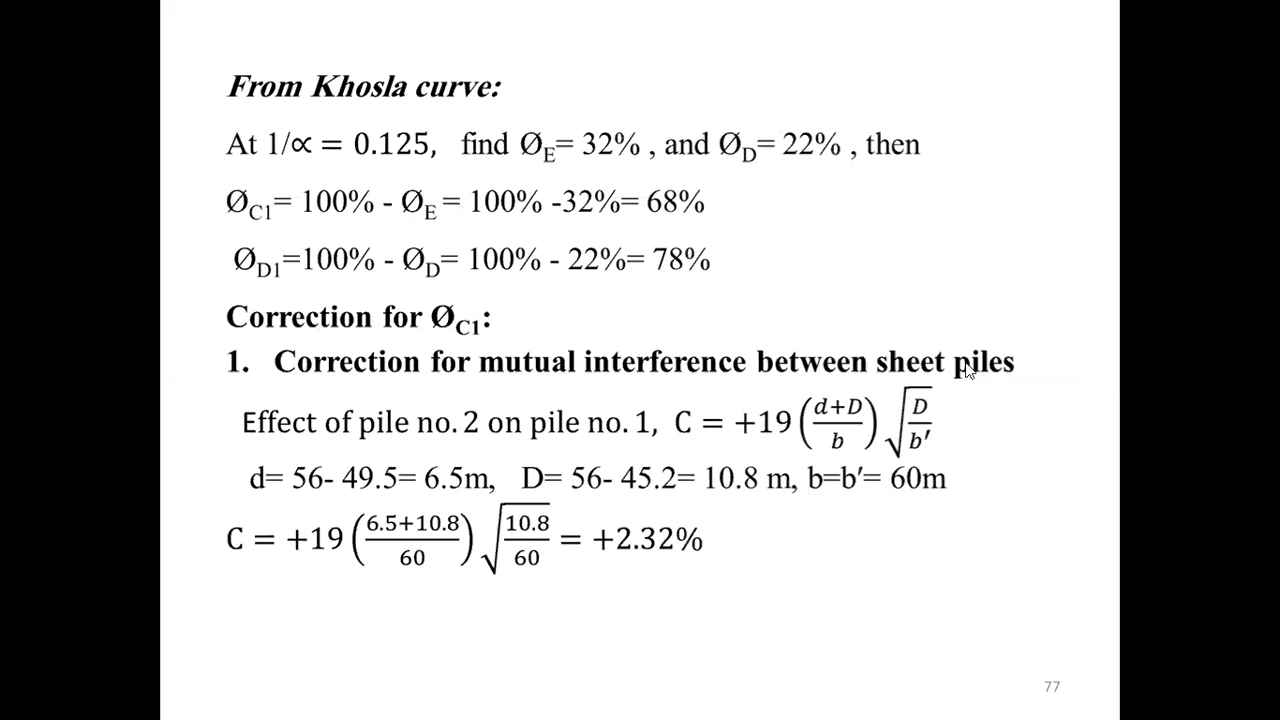 From Khosla curve:
At 1/∝ = 0.125, find Ø_E= 32% , and Ø_D= 22% , then
Ø_C1= 100% - Ø_E = 100% -32%= 68%
Ø_D1=100% - Ø_D= 100% - 22%= 78%
Correction for Ø_C1:
1. Correction for mutual interference between sheet piles
Effect of pile no. 2 on pile no. 1, C = +19 ((d+D)/b) √(D/b′)
d= 56- 49.5= 6.5m, D= 56- 45.2= 10.8 m, b=b′= 60m
C = +19 ((6.5+10.8)/60) √(10.8/60) = +2.32%
77